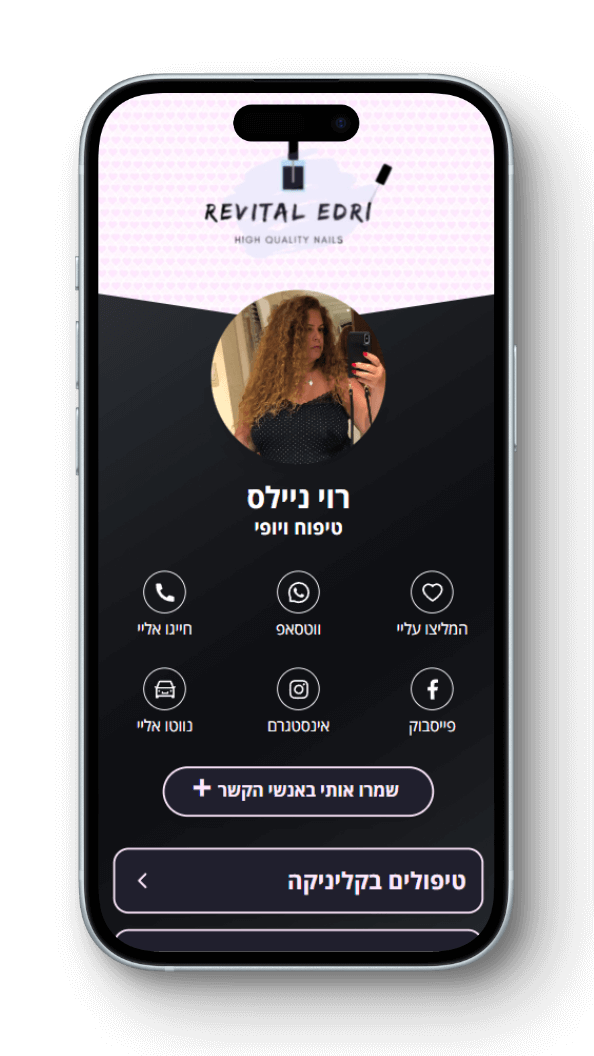 REVITAL EDRI
HIGH QUALITY NAILS
רוי ניילס
טיפוח ויופי
המליצו עליי
ווטסאפ
חייגו אליי
פייסבוק
אינסטגרם
נווטו אליי
שמרו אותי באנשי הקשר +
טיפולים בקליניקה